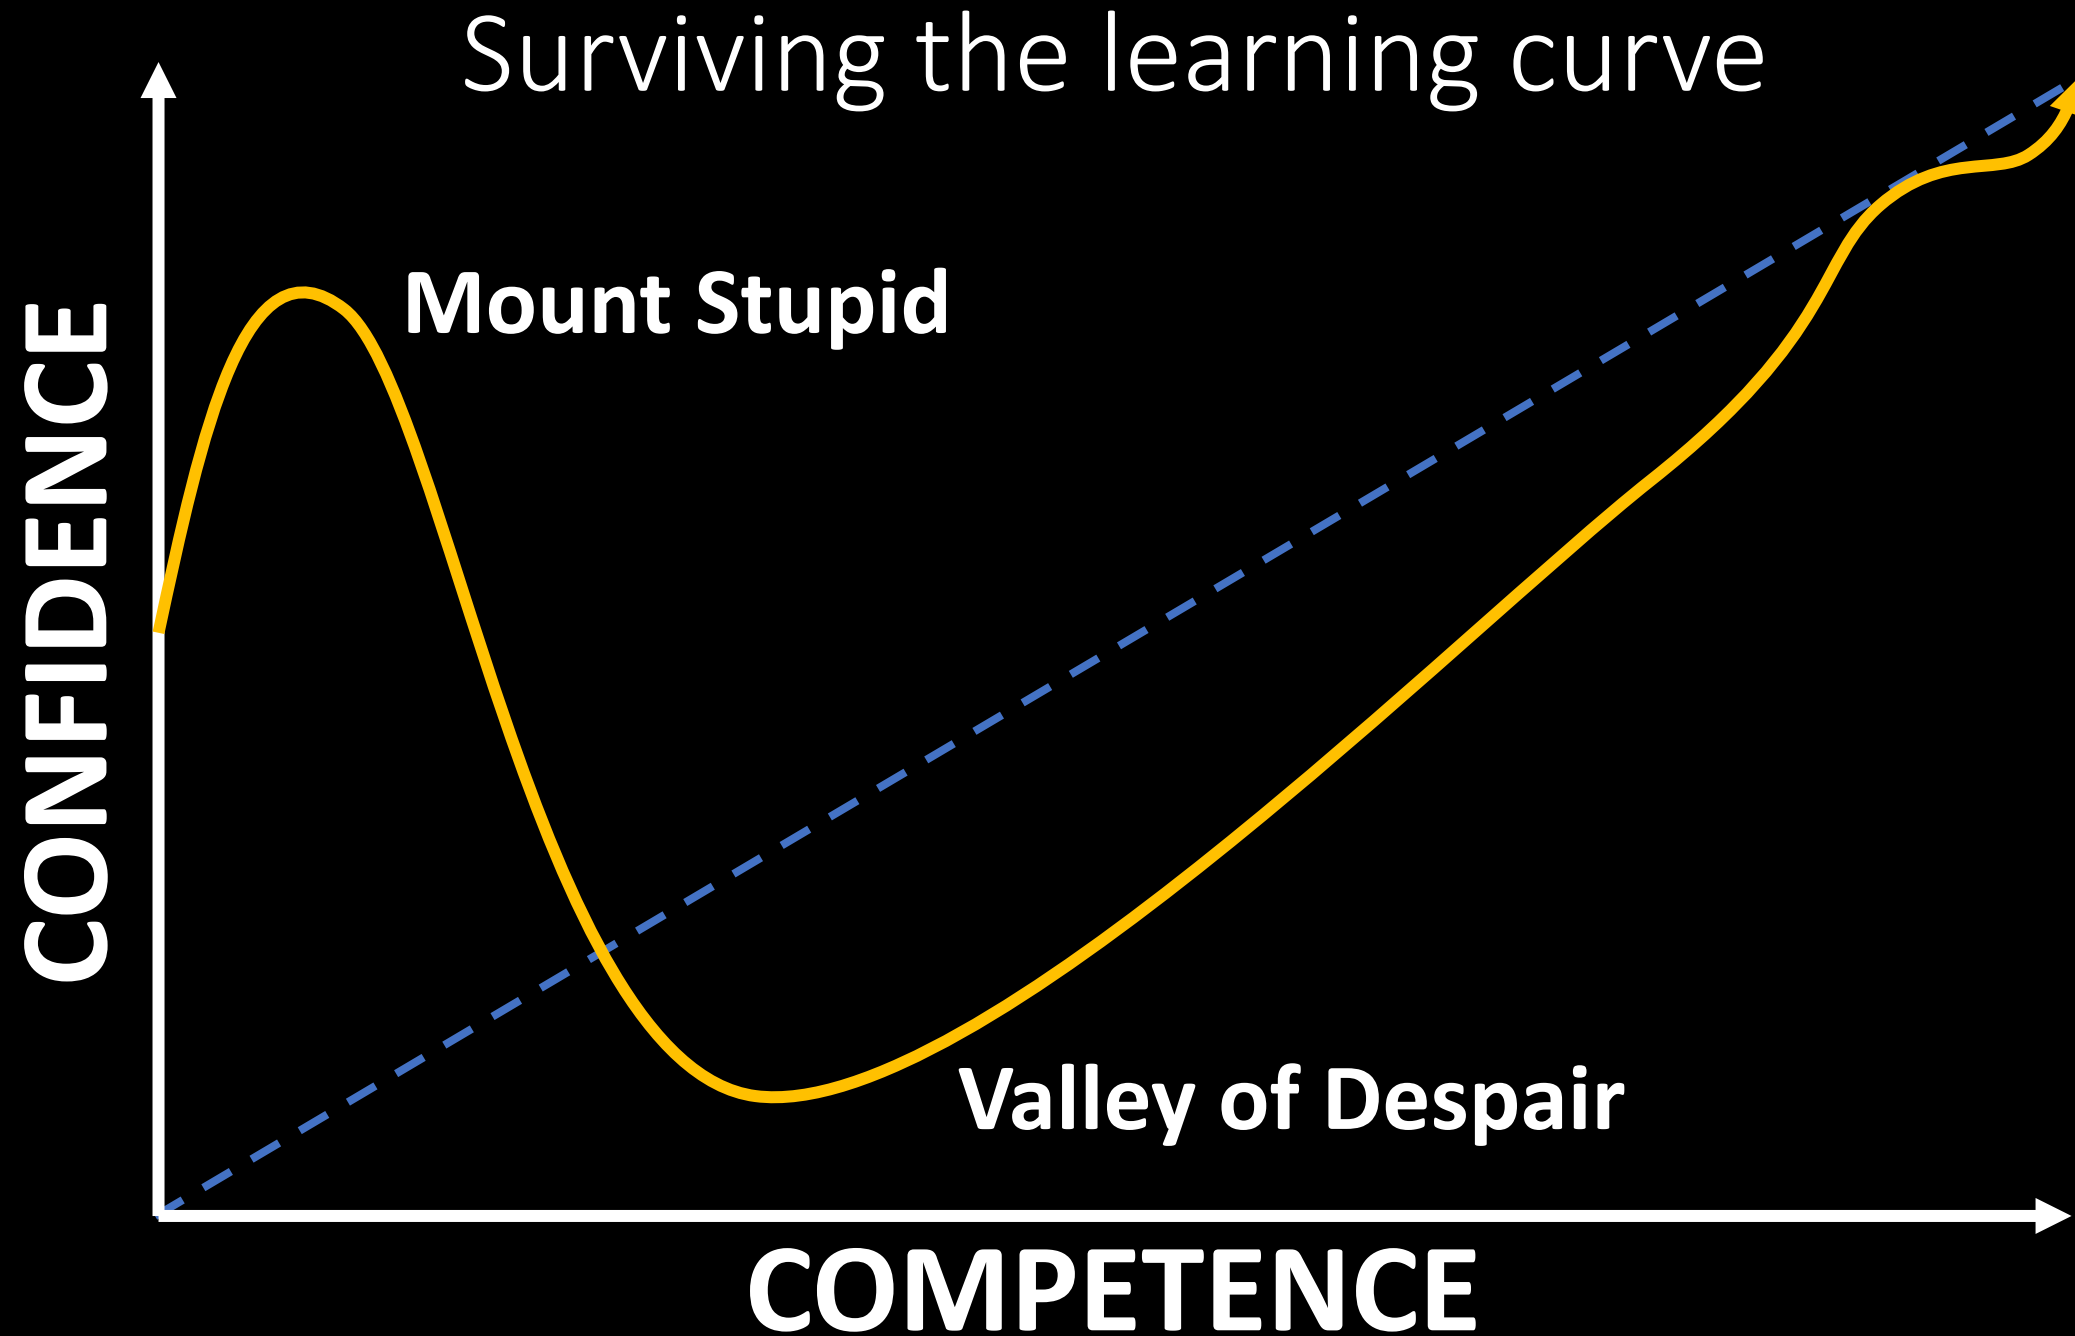 Surviving the learning curve
Mount Stupid
CONFIDENCE
Valley of Despair
COMPETENCE